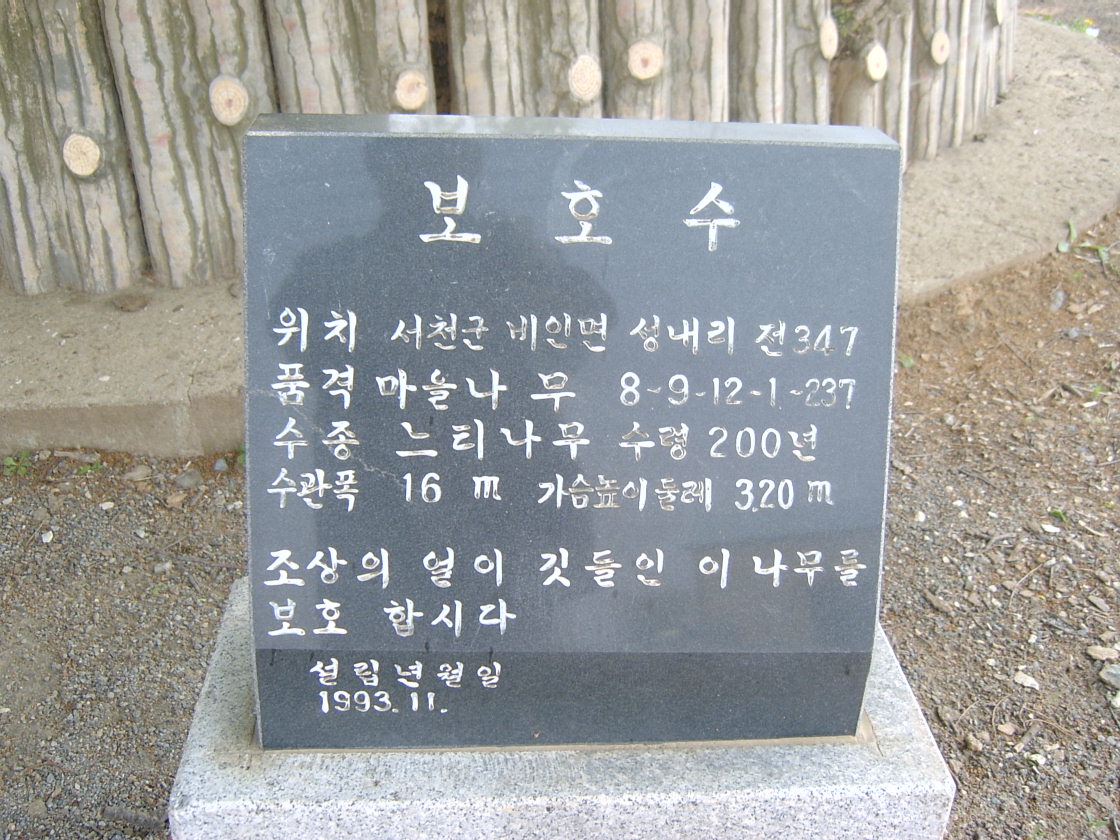 보호수
위치 서천군 비인면 성내리 전347
품격 마을나무 8-9-12-1-237
수종 느티나무 수령 200년
수관폭 16 m 가슴높이둘레 3.20 m
조상의 얼이 깃들인 이 나무를
보호 합시다
설립년월일
1993.11.